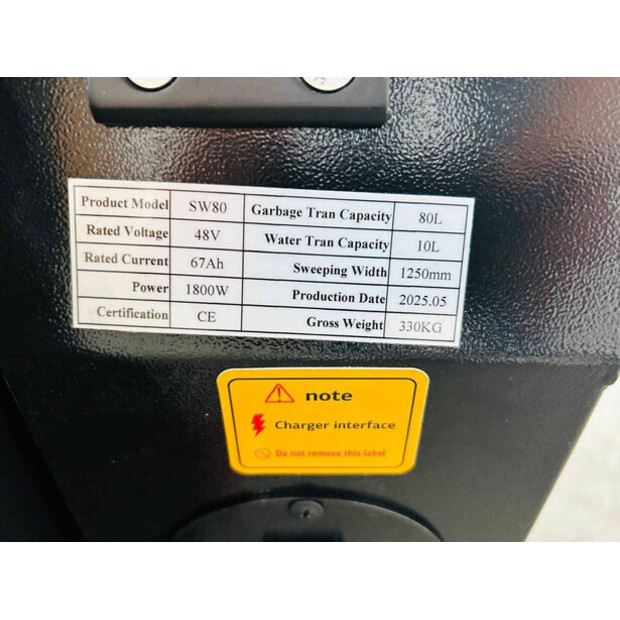 Product Model SW80 Garbage Tran Capacity 80L
Rated Voltage 48V Water Tran Capacity 10L
Rated Current 67Ah Sweeping Width 1250mm
Power 1800W Production Date 2025.05
Certification CE Gross Weight 330KG
note
Charger interface
Do not remove this label